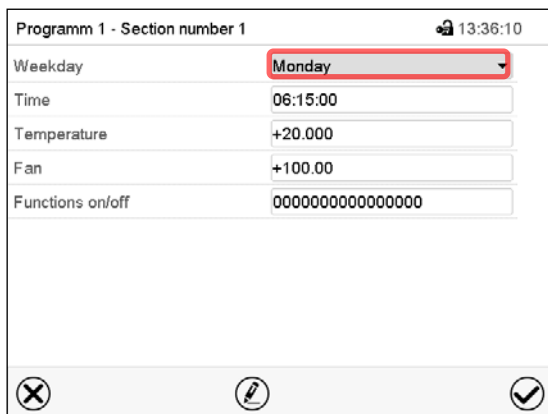 Programm 1 - Section number 1 13:36:10
Weekday Monday
Time 06:15:00
Temperature +20.000
Fan +100.00
Functions on/off 0000000000000000